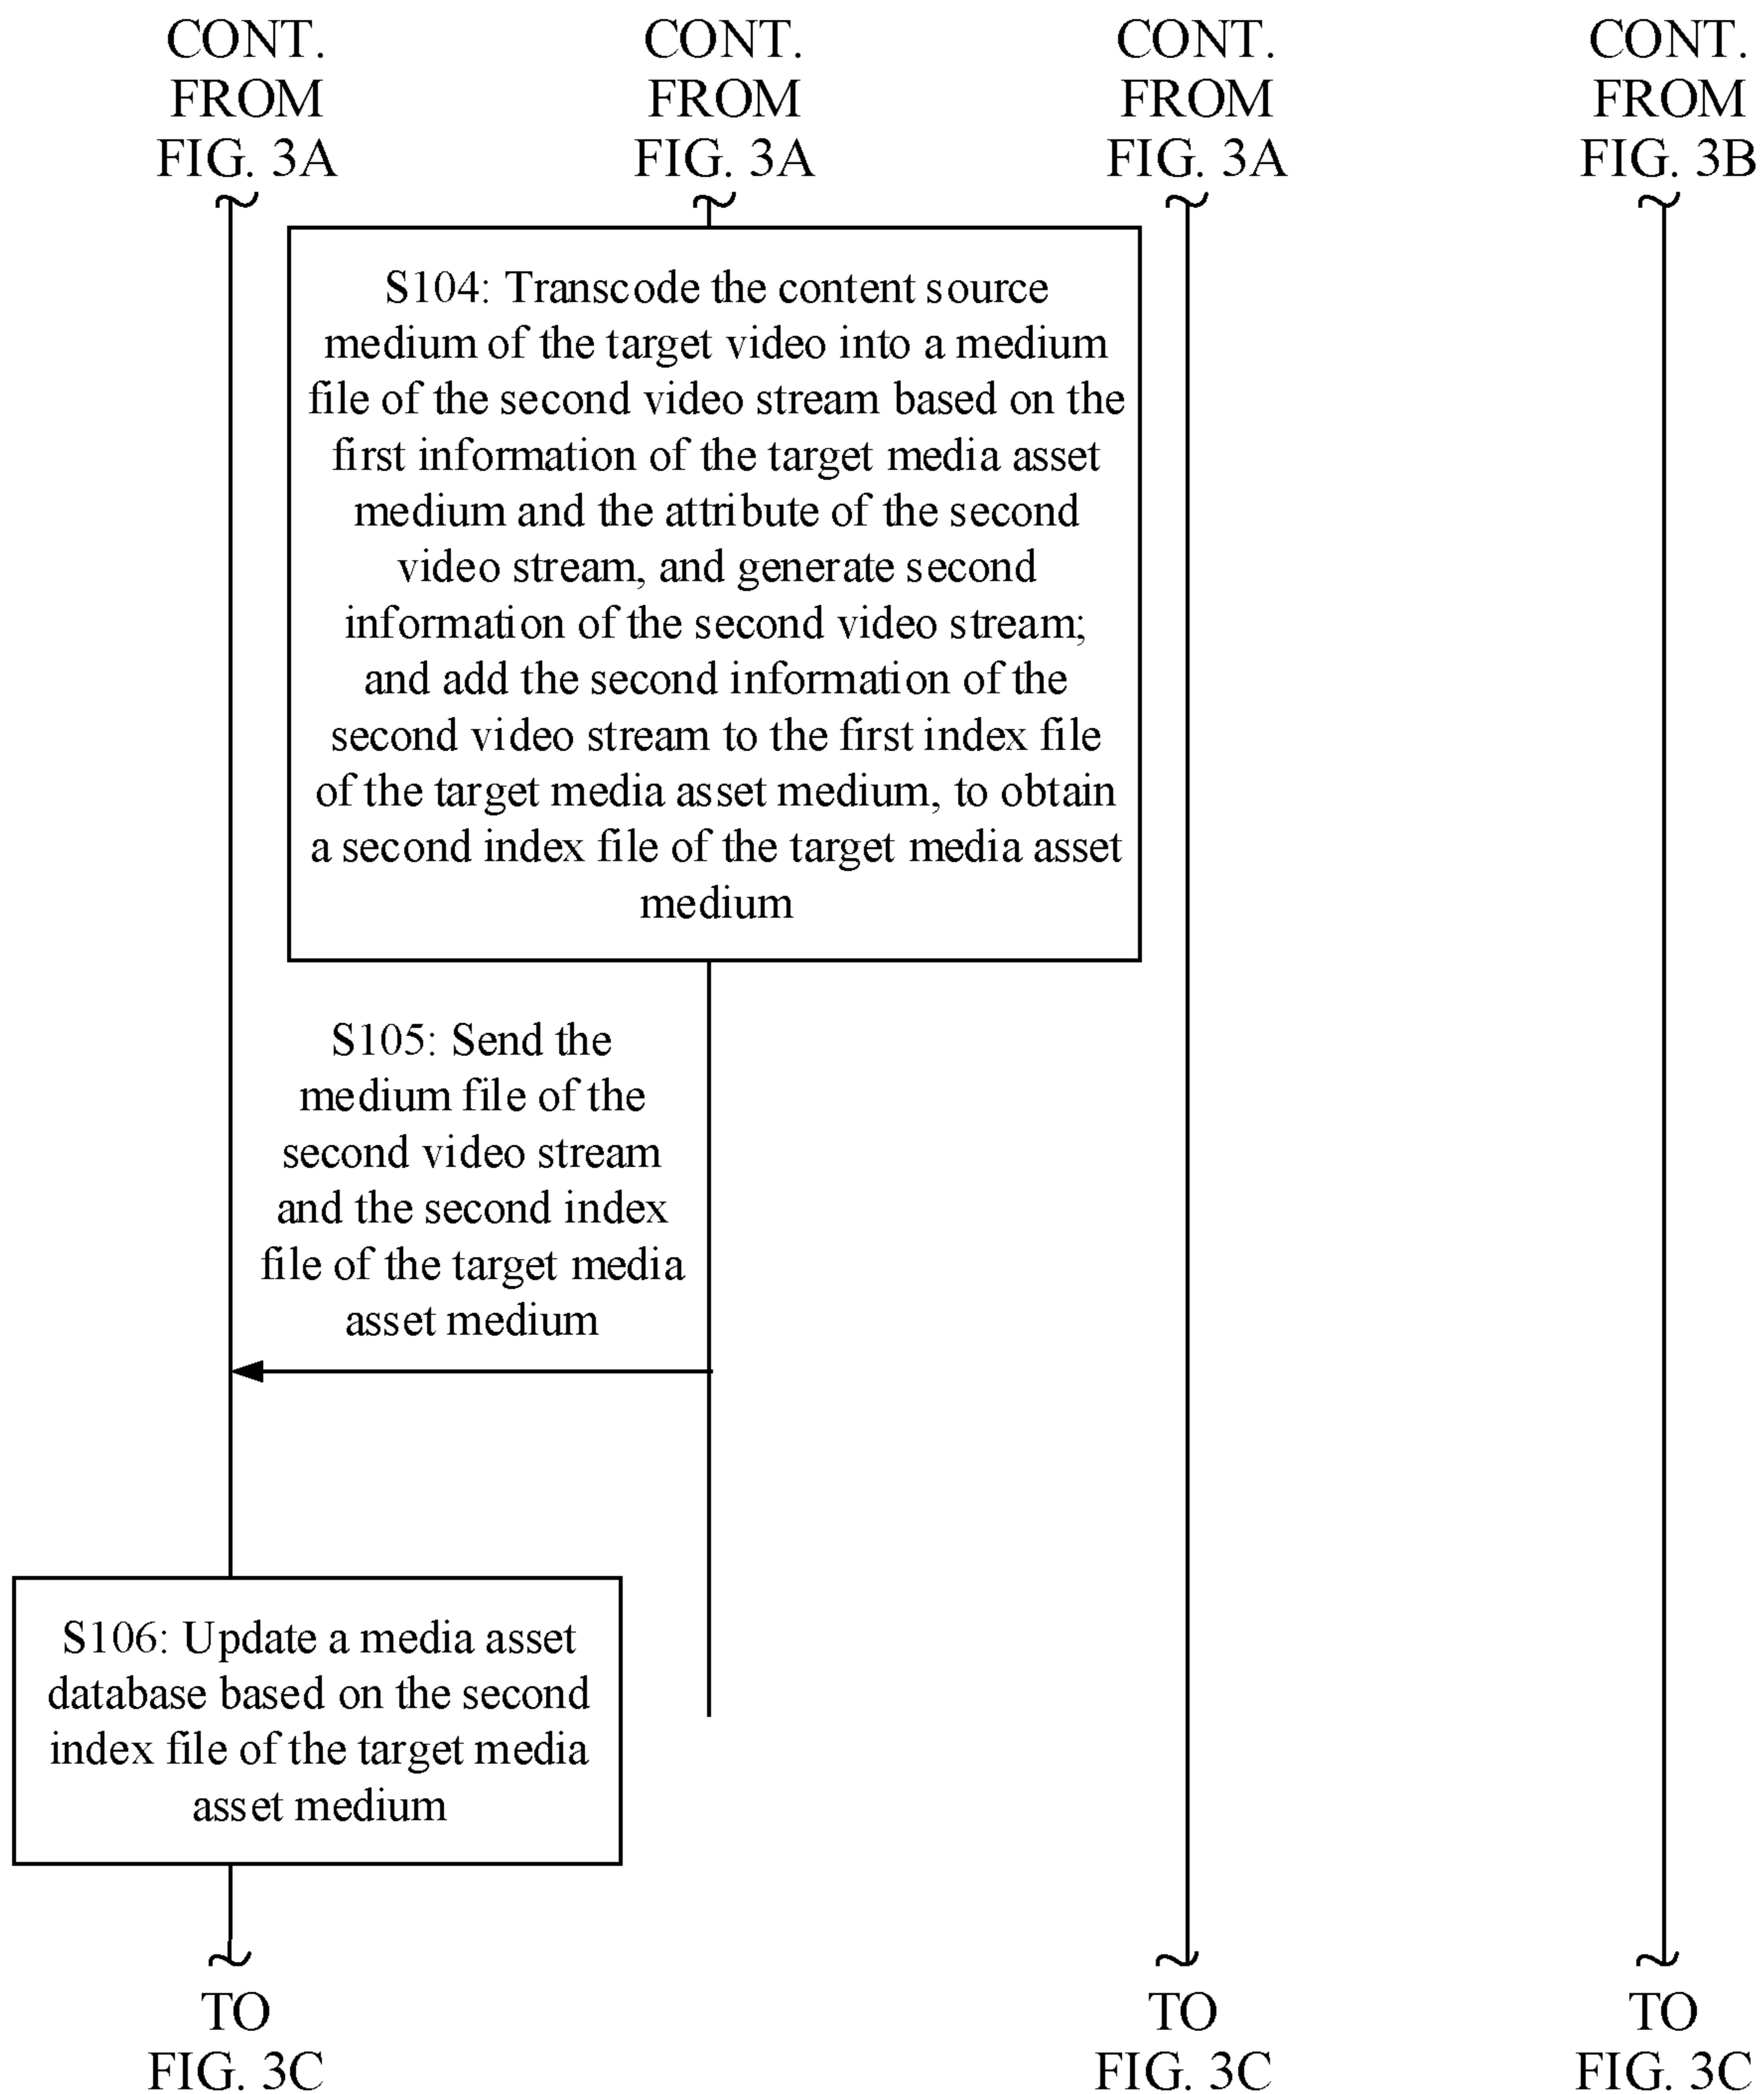 CONT.
FROM
FIG. 3A
CONT.
FROM
FIG. 3A
CONT.
FROM
FIG. 3A
CONT.
FROM
FIG. 3B
S104: Transcode the content source
medium of the target video into a medium
file of the second video stream based on the
first information of the target media asset
medium and the attribute of the second
video stream, and generate second
information of the second video stream;
and add the second information of the
second video stream to the first index file
of the target media asset medium, to obtain
a second index file of the target media asset
medium
S105: Send the
medium file of the
second video stream
and the second index
file of the target media
asset medium
S106: Update a media asset
database based on the second
index file of the target media
asset medium
TO
FIG. 3C
TO
FIG. 3C
TO
FIG. 3C